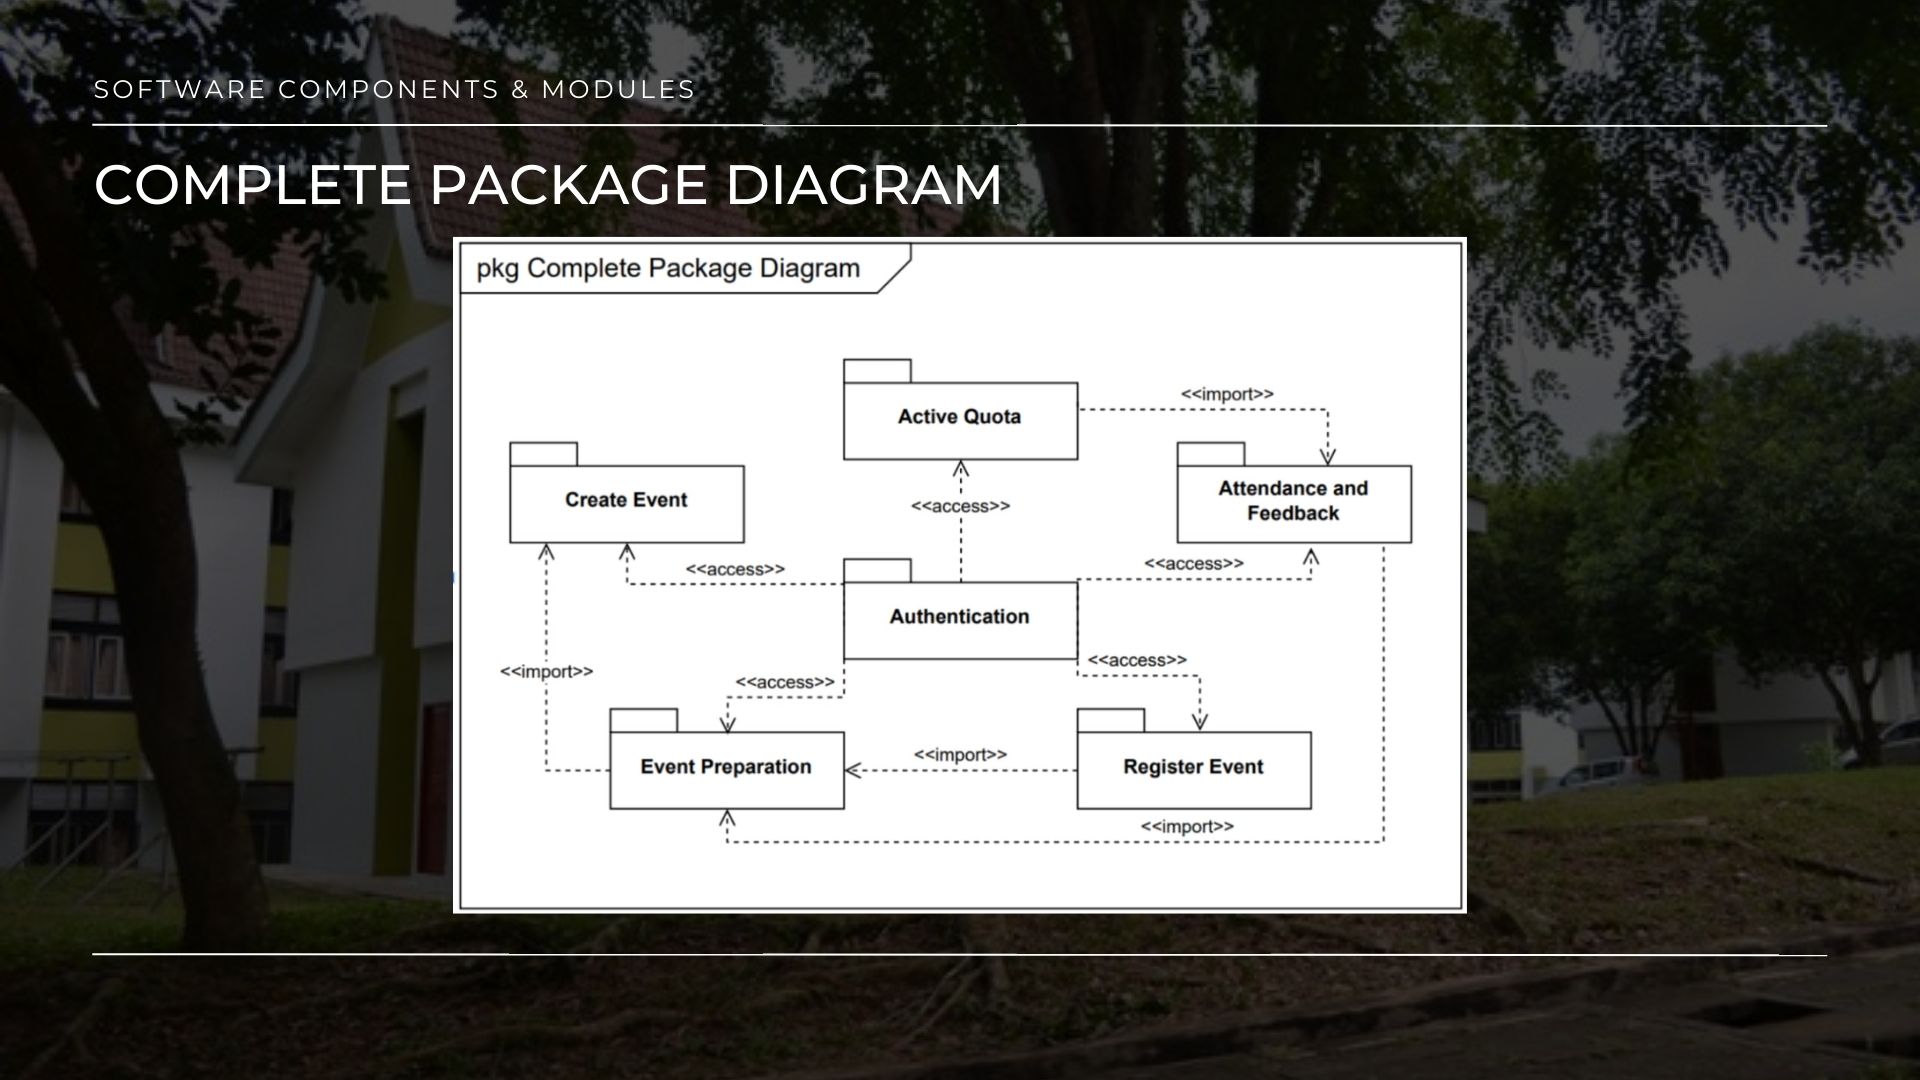 SOFTWARE COMPONENTS & MODULES
COMPLETE PACKAGE DIAGRAM
pkg Complete Package Diagram
Active Quota
<<import>>
Create Event
Attendance and
Feedback
<<access>>
<<access>>
<<access>>
Authentication
<<import>>
<<access>>
<<access>>
Event Preparation
<<import>>
Register Event
<<import>>